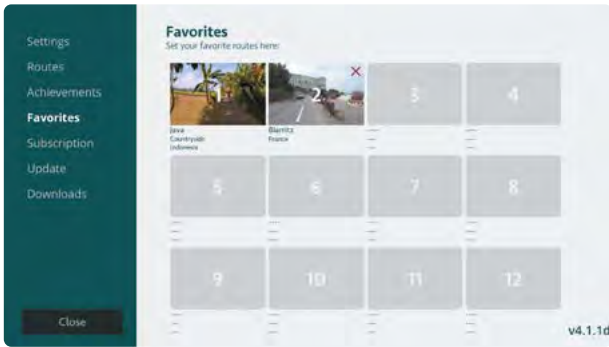 Settings
Routes
Achievements
Favorites
Subscription
Update
Downloads
Close
Favorites
Set your favorite routes here:
1
2
3
4
Java
Countryside
Indonesia
Biarritz
France
5
6
7
8
9
10
11
12
v4.1.1d